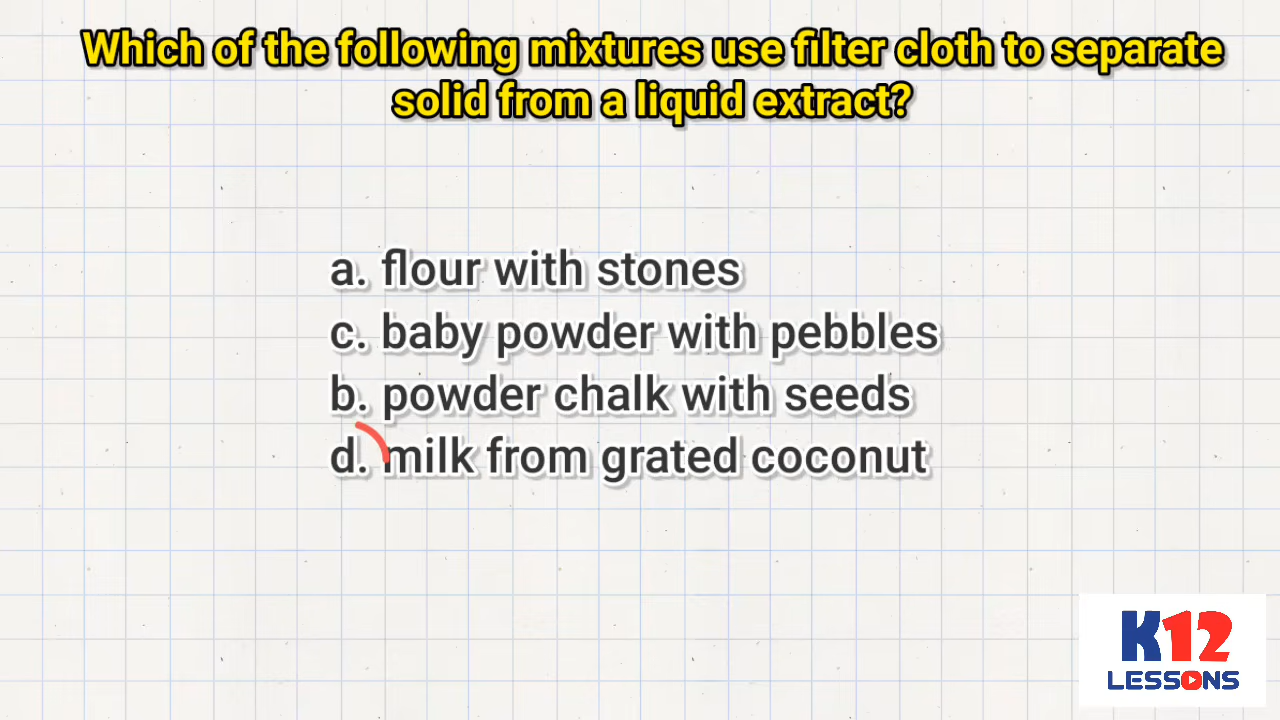 Which of the following mixtures use filter cloth to separate
solid from a liquid extract?
a. flour with stones
c. baby powder with pebbles
b. powder chalk with seeds
d. milk from grated coconut
K12
LESSONS